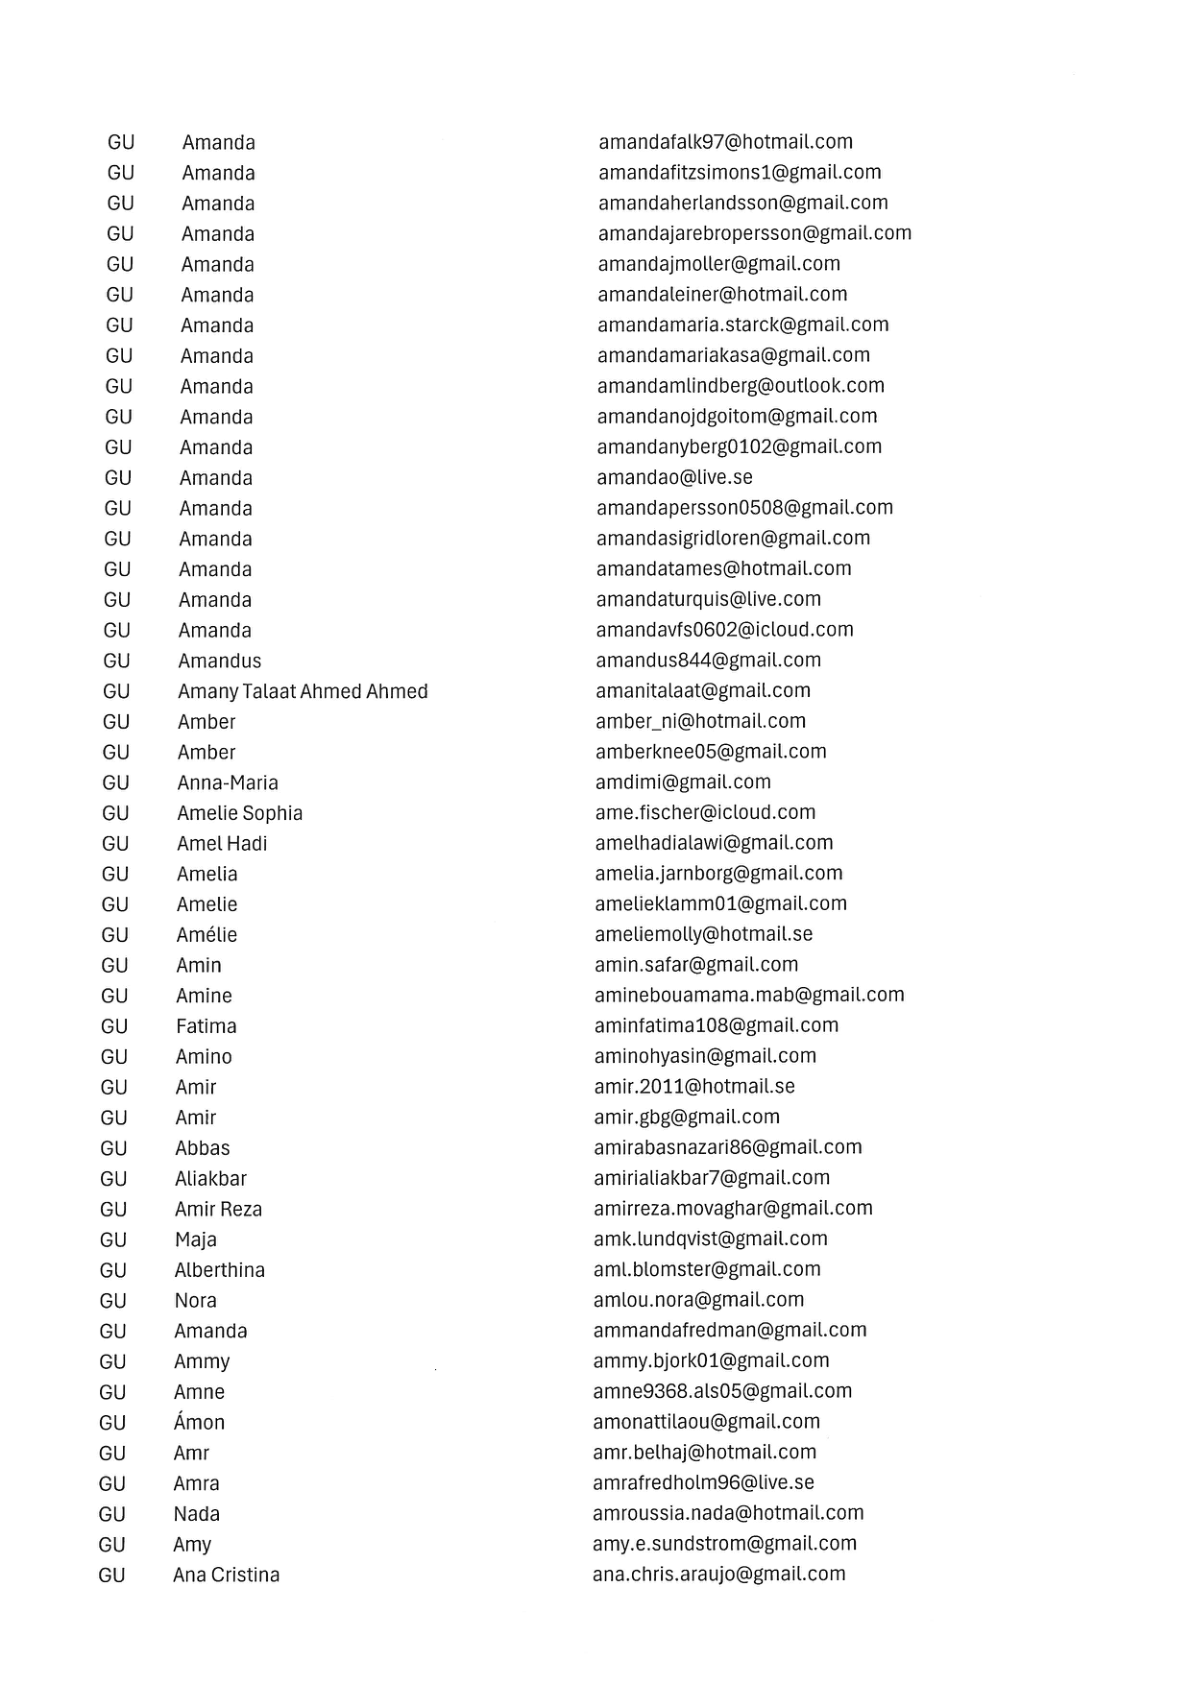 GU Amanda amandafalk97@hotmail.com
GU Amanda amandafitzsimons1@gmail.com
GU Amanda amandaherlandsson@gmail.com
GU Amanda amandajarebropersson@gmail.com
GU Amanda amandajmoller@gmail.com
GU Amanda amandaleiner@hotmail.com
GU Amanda amandamaria.starck@gmail.com
GU Amanda amandamariakasa@gmail.com
GU Amanda amandamlindberg@outlook.com
GU Amanda amandanojdgoitom@gmail.com
GU Amanda amandanyberg0102@gmail.com
GU Amanda amandao@live.se
GU Amanda amandapersson0508@gmail.com
GU Amanda amandasigridloren@gmail.com
GU Amanda amandatames@hotmail.com
GU Amanda amandaturquis@live.com
GU Amanda amandavfs0602@icloud.com
GU Amandus amandus844@gmail.com
GU Amany Talaat Ahmed Ahmed amanitalaat@gmail.com
GU Amber amber_ni@hotmail.com
GU Amber amberknee05@gmail.com
GU Anna-Maria amdimi@gmail.com
GU Amelie Sophia ame.fischer@icloud.com
GU Amel Hadi amelhadialawi@gmail.com
GU Amelia amelia.jarnborg@gmail.com
GU Amelie amelieklamm01@gmail.com
GU Amélie ameliemolly@hotmail.se
GU Amin amin.safar@gmail.com
GU Amine aminebouamama.mab@gmail.com
GU Fatima aminfatima108@gmail.com
GU Amino aminohyasin@gmail.com
GU Amir amir.2011@hotmail.se
GU Amir amir.gbg@gmail.com
GU Abbas amirabasnazari86@gmail.com
GU Aliakbar amirialiakbar7@gmail.com
GU Amir Reza amirreza.movaghar@gmail.com
GU Maja amk.lundqvist@gmail.com
GU Alberthina aml.blomster@gmail.com
GU Nora amlou.nora@gmail.com
GU Amanda ammandafredman@gmail.com
GU Ammy ammy.bjork01@gmail.com
GU Amne amne9368.als05@gmail.com
GU Ámon amonattilaou@gmail.com
GU Amr amr.belhaj@hotmail.com
GU Amra amrafredholm96@live.se
GU Nada amroussia.nada@hotmail.com
GU Amy amy.e.sundstrom@gmail.com
GU Ana Cristina ana.chris.araujo@gmail.com